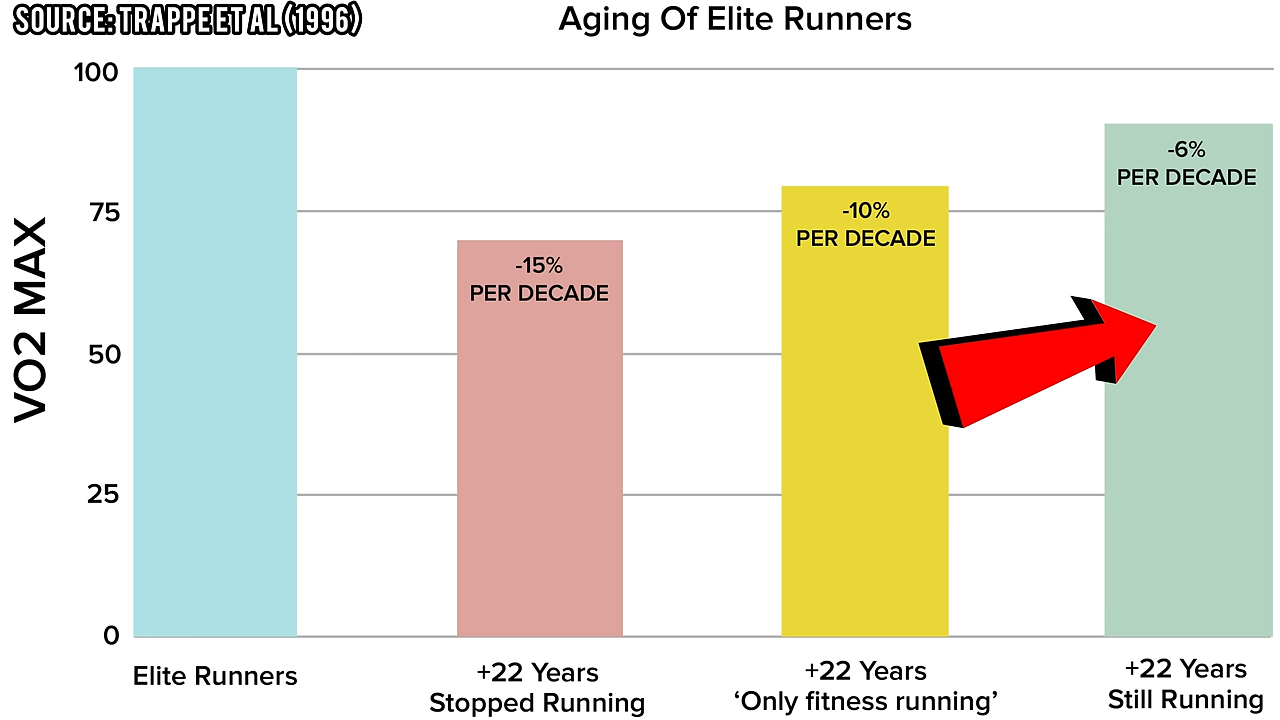 SOURCE: TRAPPE ET AL (1996)
Aging Of Elite Runners
VO2 MAX
100
75
50
25
0
-15%
PER DECADE
-10%
PER DECADE
-6%
PER DECADE
Elite Runners
+22 Years
Stopped Running
+22 Years
‘Only fitness running’
+22 Years
Still Running